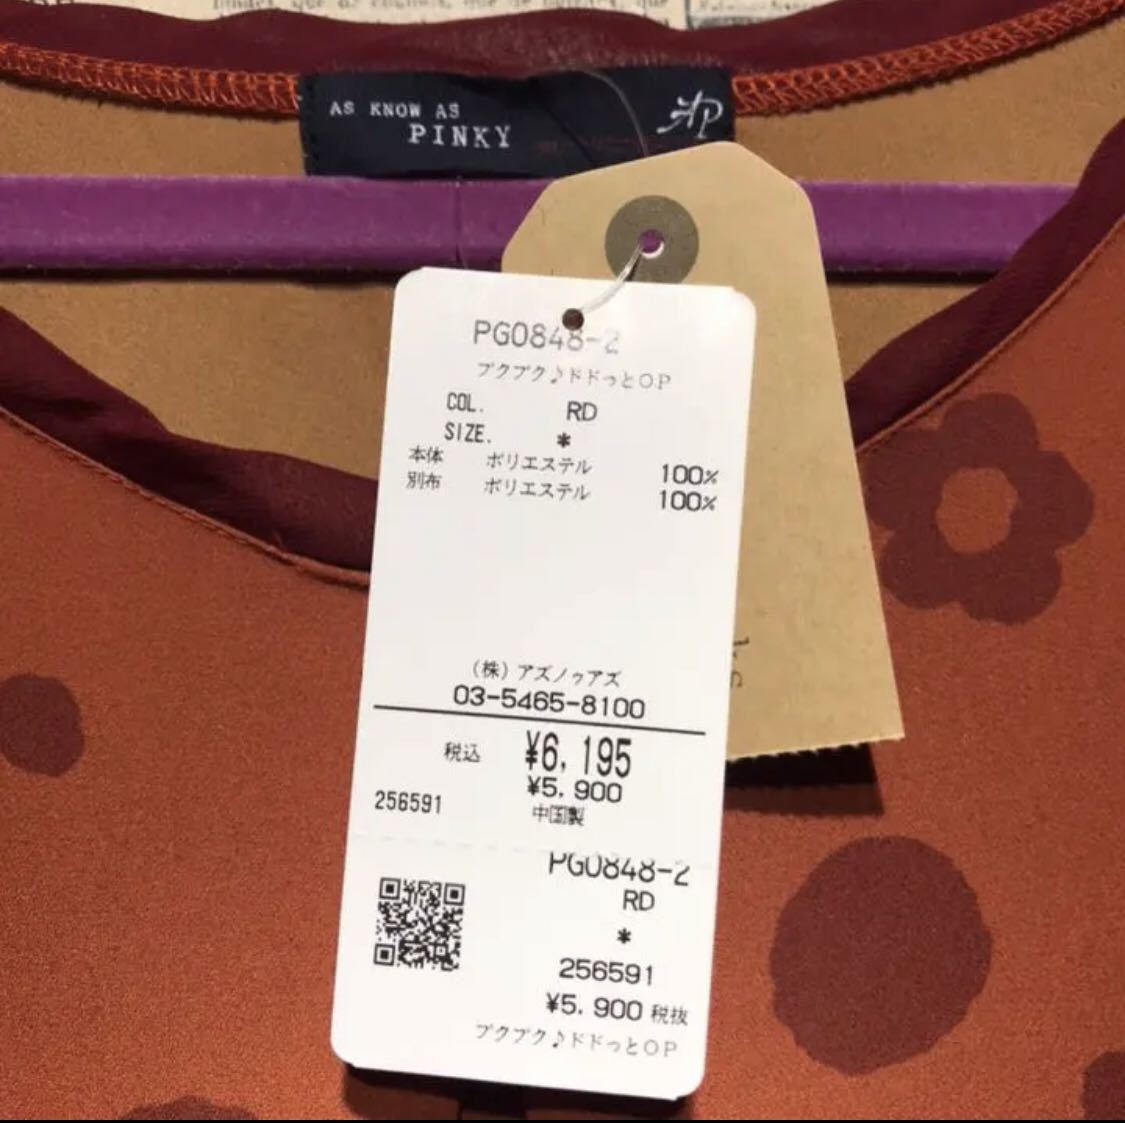 AS KNOW AS
PINKY
AP
PG0848-2
ブクブク♪ドドっとOP
COL. RD
SIZE. *
本体 ポリエステル 100%
別布 ポリエステル 100%
(株)アズノゥアズ
03-5465-8100
税込 ¥6,195
¥5,900
256591 中国製
PG0848-2
RD
*
256591
¥5,900 税抜
ブクブク♪ドドっとOP